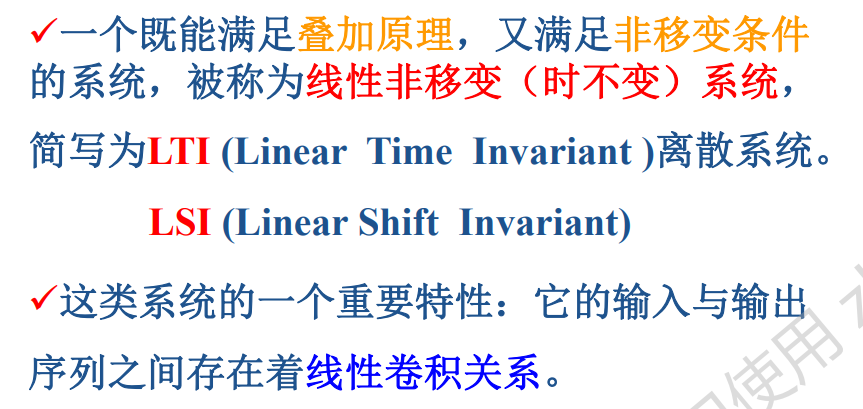 ✓一个既能满足叠加原理，又满足非移变条件
的系统，被称为线性非移变（时不变）系统，
简写为LTI (Linear Time Invariant )离散系统。
LSI (Linear Shift Invariant)
✓这类系统的一个重要特性：它的输入与输出
序列之间存在着线性卷积关系。
使用